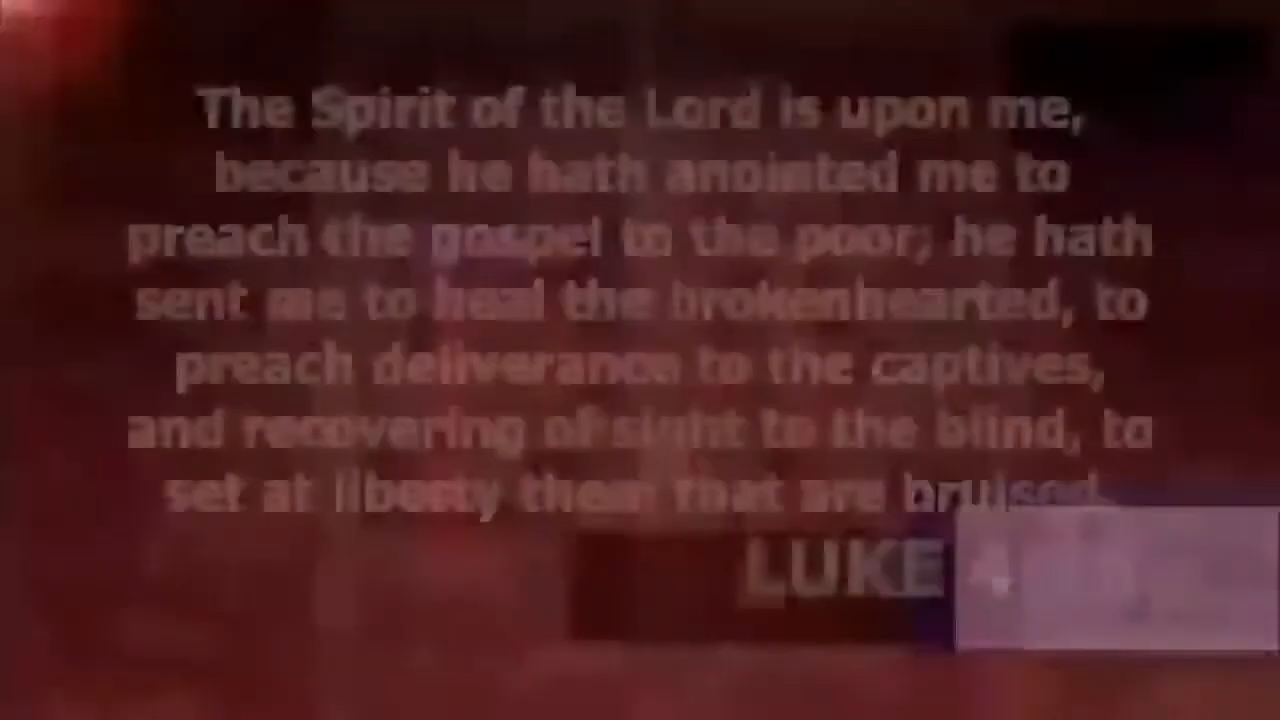 The Spirit of the Lord is upon me,
because he hath anointed me to
preach the gospel to the poor; he hath
sent me to heal the brokenhearted, to
preach deliverance to the captives,
and recovering of sight to the blind, to
set at liberty them that are bruised.
LUKE 4